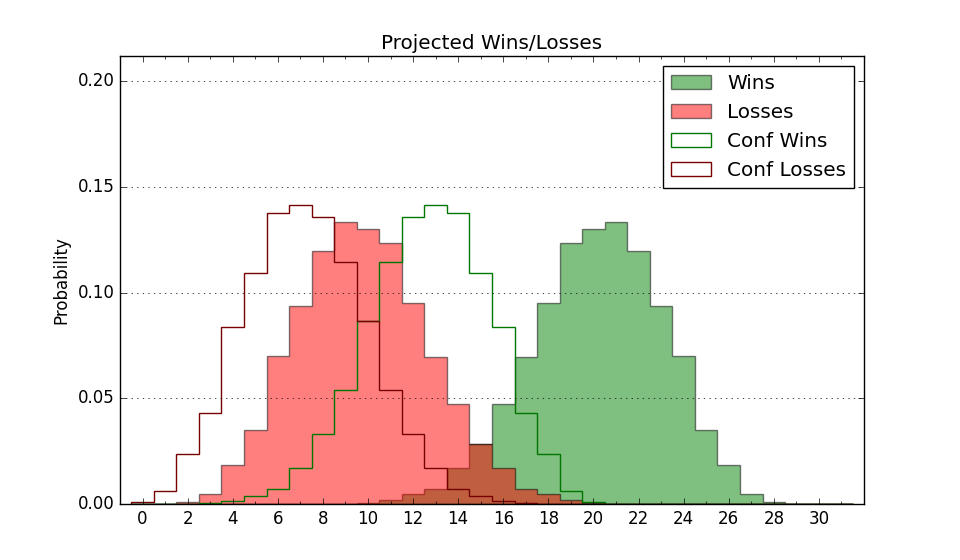 Projected Wins/Losses
0.20
0.15
0.10
0.05
0.00
Probability
Wins
Losses
Conf Wins
Conf Losses
0 2 4 6 8 10 12 14 16 18 20 22 24 26 28 30